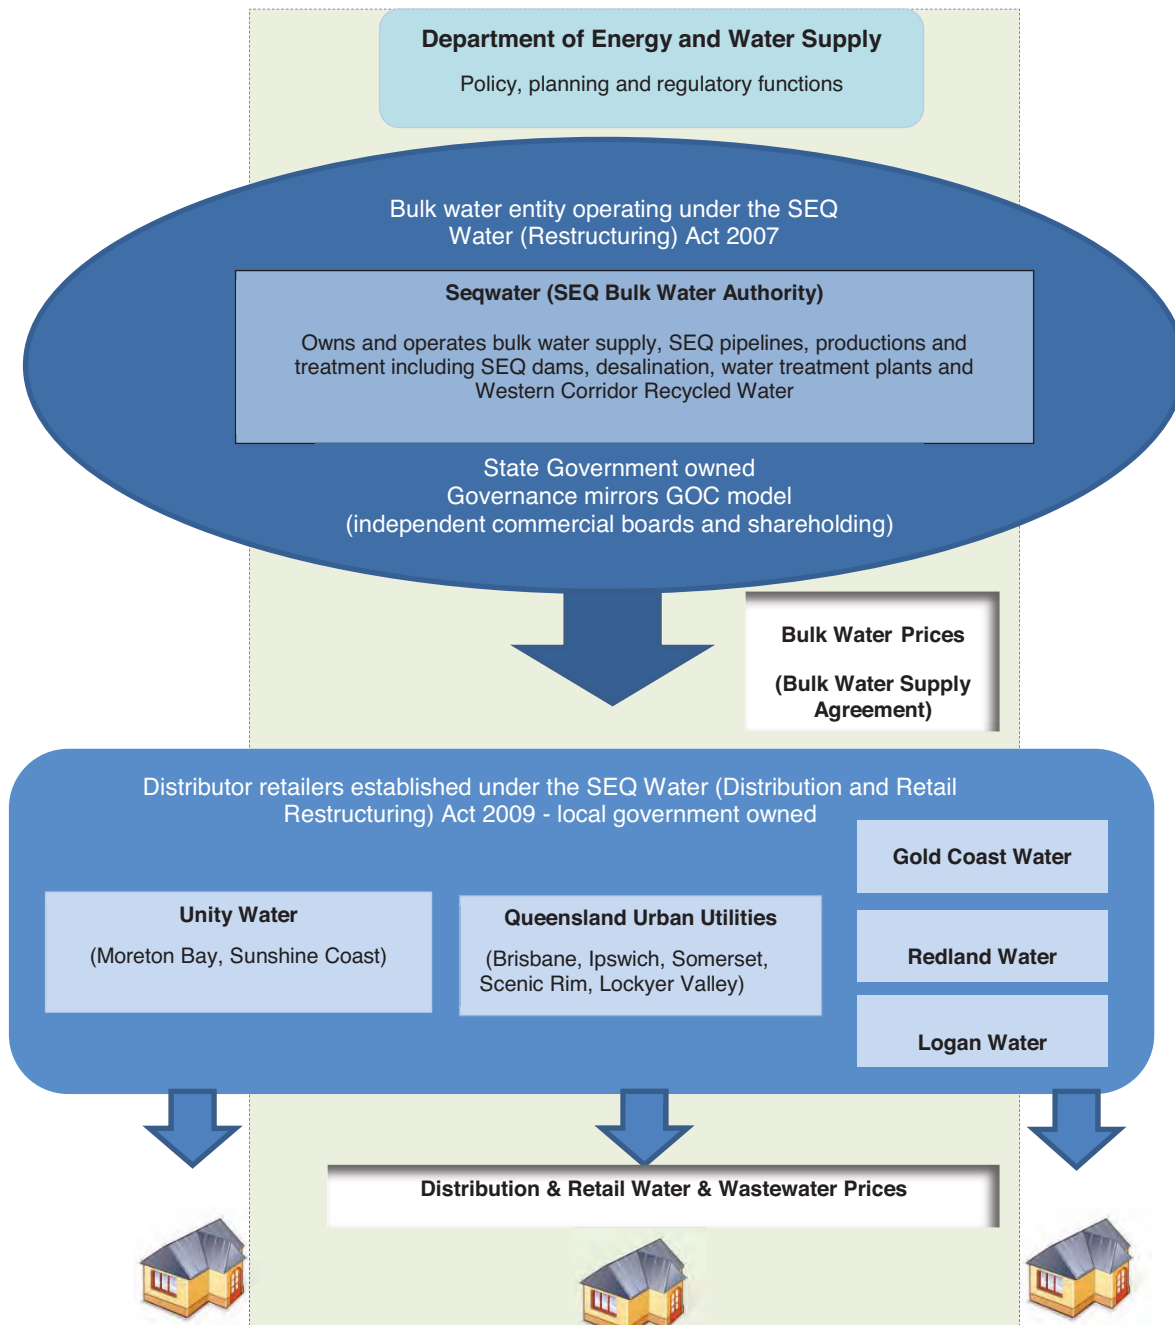 Department of Energy and Water Supply
Policy, planning and regulatory functions
Bulk water entity operating under the SEQ
Water (Restructuring) Act 2007
Seqwater (SEQ Bulk Water Authority)
Owns and operates bulk water supply, SEQ pipelines, productions and
treatment including SEQ dams, desalination, water treatment plants and
Western Corridor Recycled Water
State Government owned
Governance mirrors GOC model
(independent commercial boards and shareholding)
Bulk Water Prices
(Bulk Water Supply
Agreement)
Distributor retailers established under the SEQ Water (Distribution and Retail
Restructuring) Act 2009 - local government owned
Unity Water
(Moreton Bay, Sunshine Coast)
Queensland Urban Utilities
(Brisbane, Ipswich, Somerset,
Scenic Rim, Lockyer Valley)
Gold Coast Water
Redland Water
Logan Water
Distribution & Retail Water & Wastewater Prices